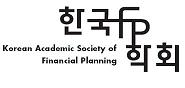 한국fp
Korean Academic Society of
Financial Planning
학회